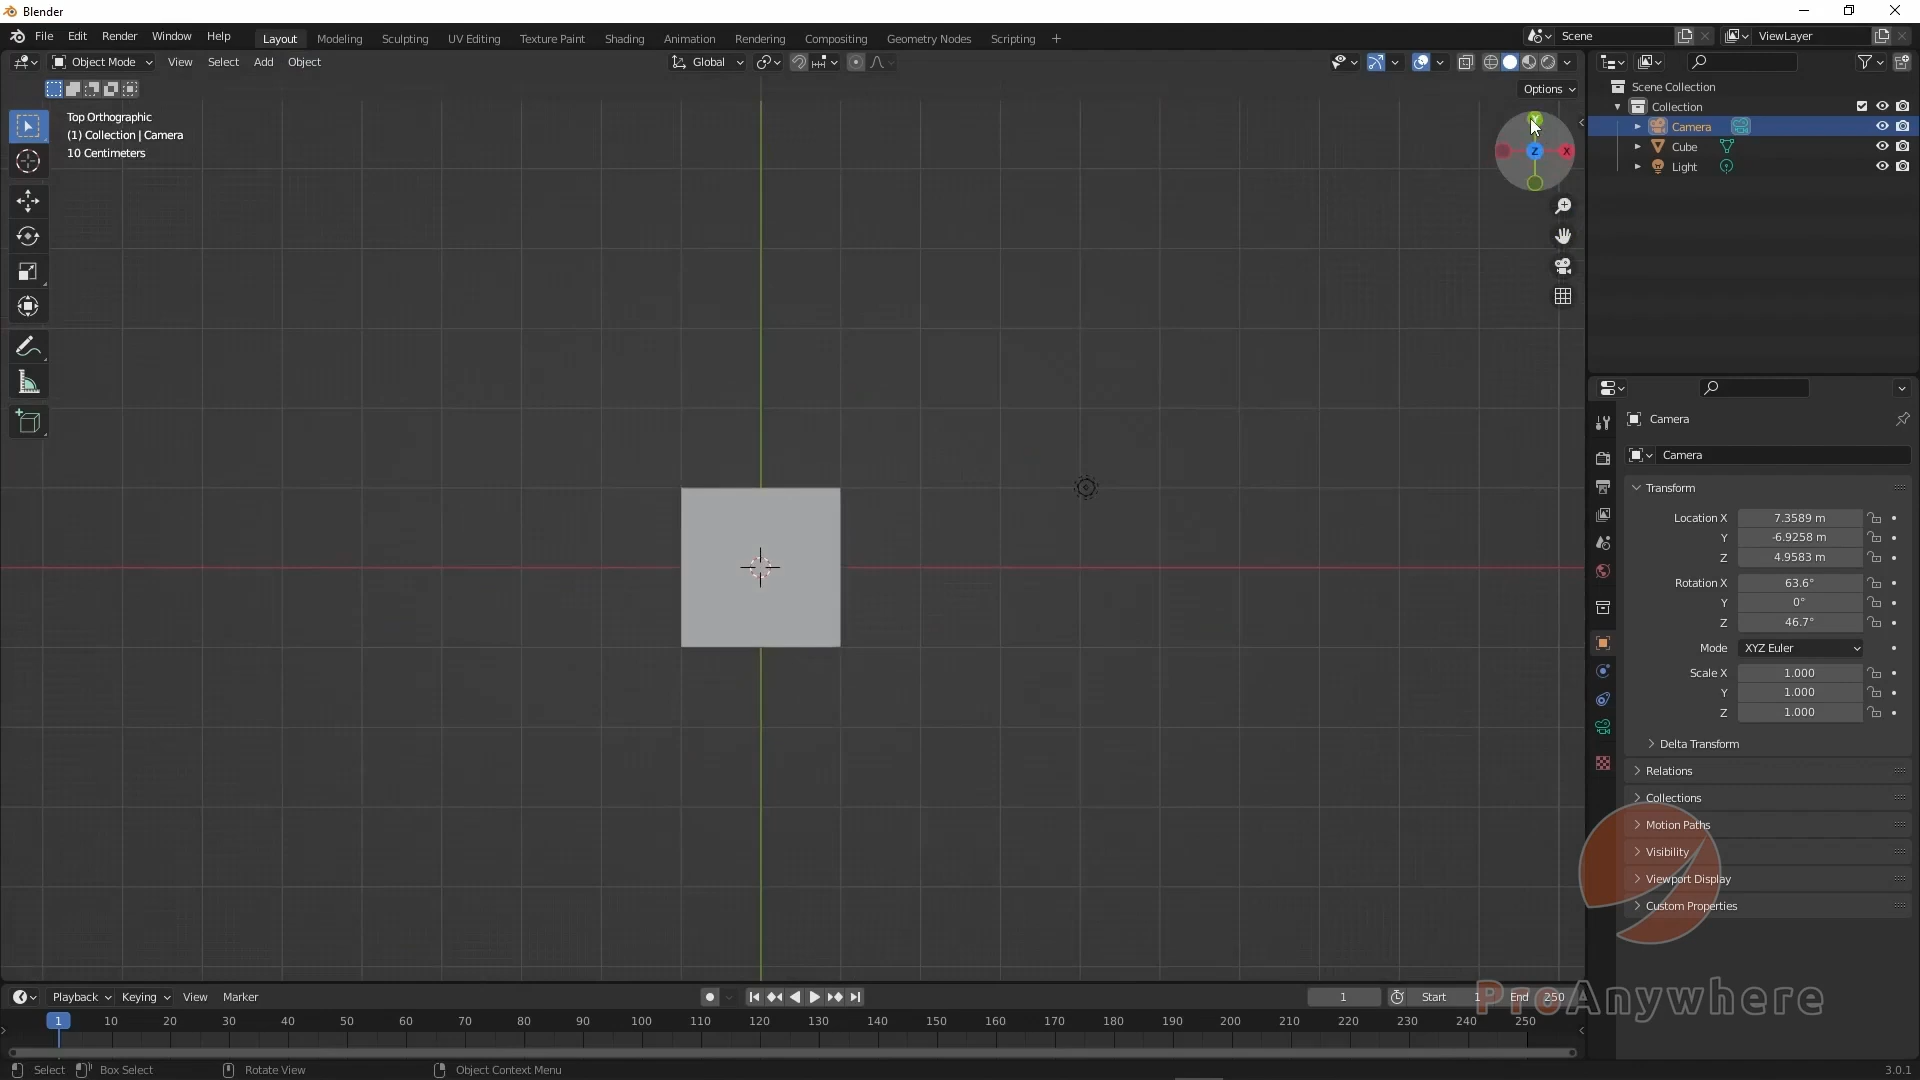 Blender
File Edit Render Window Help Layout Modeling Sculpting UV Editing Texture Paint Shading Animation Rendering Compositing Geometry Nodes Scripting + Scene ViewLayer
Object Mode View Select Add Object Global
Options
Top Orthographic
(1) Collection | Camera
10 Centimeters
Y
Z X
Scene Collection
Collection
Camera
Cube
Light
Camera
Camera
Transform
Location X 7.3589 m
Y -6.9258 m
Z 4.9583 m
Rotation X 63.6°
Y 0°
Z 46.7°
Mode XYZ Euler
Scale X 1.000
Y 1.000
Z 1.000
Delta Transform
Relations
Collections
Motion Paths
Visibility
Viewport Display
Custom Properties
Playback Keying View Marker 1 Start 1 End 250
ProAnywhere
1 10 20 30 40 50 60 70 80 90 100 110 120 130 140 150 160 170 180 190 200 210 220 230 240 250
Select Box Select Rotate View Object Context Menu 3.0.1